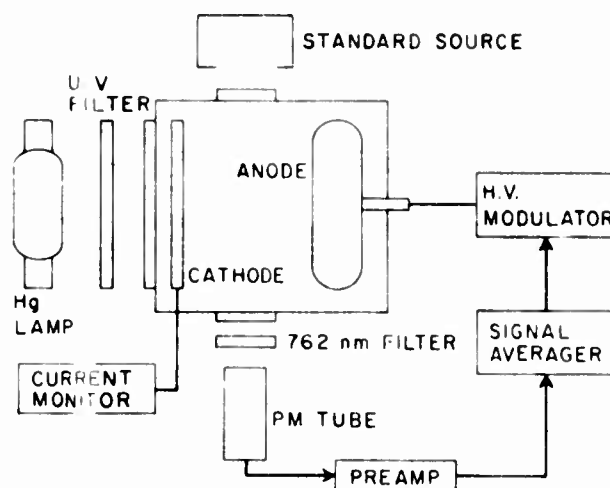 STANDARD SOURCE
U.V
FILTER
ANODE
H.V.
MODULATOR
CATHODE
Hg
LAMP
762 nm FILTER
SIGNAL
AVERAGER
CURRENT
MONITOR
PM TUBE
PREAMP